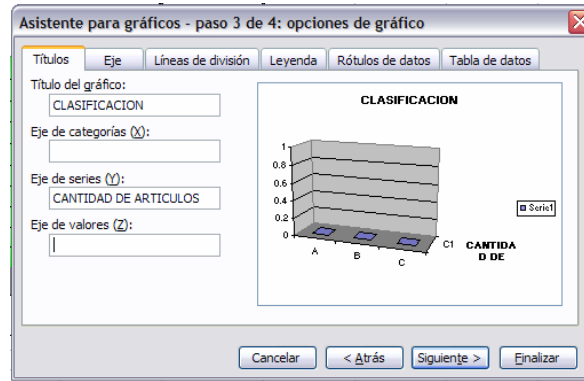 Asistente para gráficos - paso 3 de 4: opciones de gráfico
Títulos Eje Líneas de división Leyenda Rótulos de datos Tabla de datos
Título del gráfico:
CLASIFICACION
Eje de categorías (X):
Eje de series (Y):
CANTIDAD DE ARTICULOS
Eje de valores (Z):
CLASIFICACION
1
0.8
0.6
0.4
0.2
0
A B C
C1
CANTIDA
D DE
Serie1
Cancelar < Atrás Siguiente > Finalizar